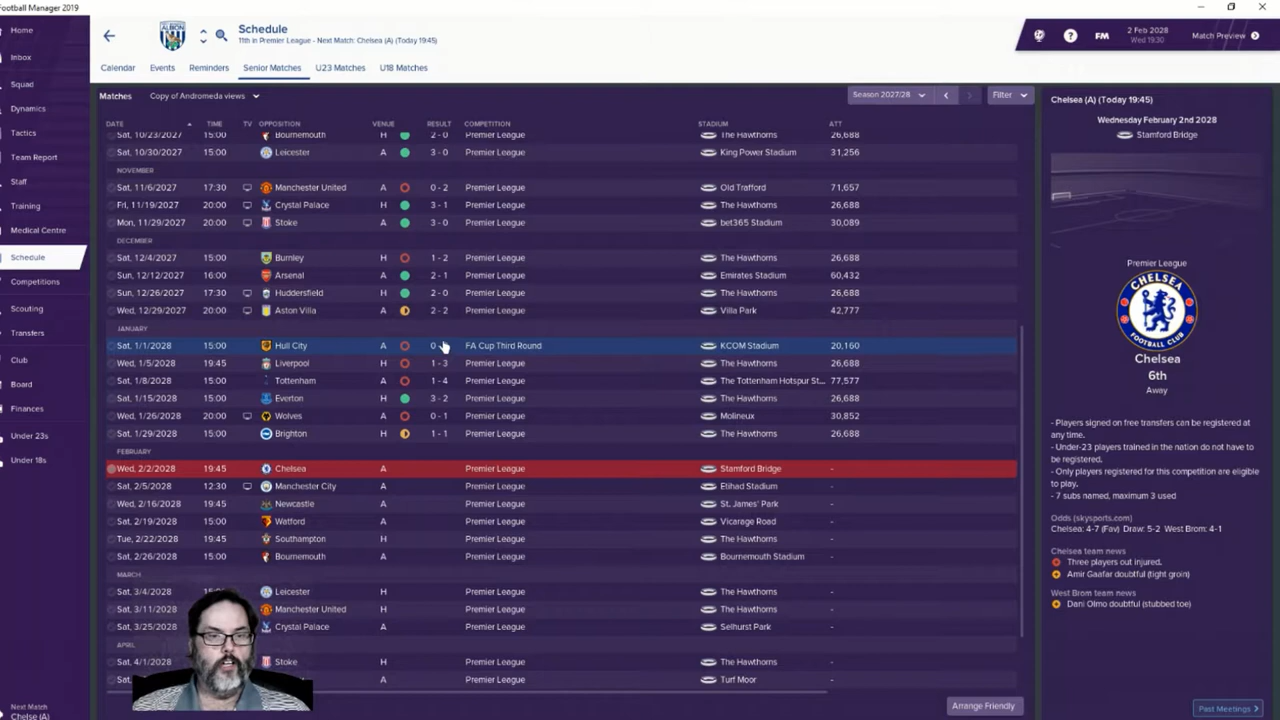 Football Manager 2019
Home
Inbox
Squad
Dynamics
Tactics
Team Report
Staff
Training
Medical Centre
Schedule
Competitions
Scouting
Transfers
Club
Board
Finances
Under 23s
Under 18s
Next Match
Chelse (A)
ALBION
Schedule
11th in Premier League - Next Match: Chelsea (A) (Today 19:45)
FM
2 Feb 2028
Wed 19:30
Match Preview
Calendar Events Reminders Senior Matches U23 Matches U18 Matches
Matches Copy of Andromeda views
Season 2027/28
Filter
DATE TIME TV OPPOSITION VENUE RESULT COMPETITION STADIUM ATT
Sat, 10/23/2027 15:00 Bournemouth H 2 - 0 Premier League The Hawthorns 26,688
Sat, 10/30/2027 15:00 Leicester A 3 - 0 Premier League King Power Stadium 31,256
NOVEMBER
Sat, 11/6/2027 17:30 Manchester United A 0 - 2 Premier League Old Trafford 71,657
Fri, 11/19/2027 20:00 Crystal Palace H 3 - 1 Premier League The Hawthorns 26,688
Mon, 11/29/2027 20:00 Stoke A 3 - 0 Premier League bet365 Stadium 30,089
DECEMBER
Sat, 12/4/2027 15:00 Burnley H 1 - 2 Premier League The Hawthorns 26,688
Sun, 12/12/2027 16:00 Arsenal A 2 - 1 Premier League Emirates Stadium 60,432
Sun, 12/26/2027 17:30 Huddersfield H 2 - 0 Premier League The Hawthorns 26,688
Wed, 12/29/2027 20:00 Aston Villa A 2 - 2 Premier League Villa Park 42,777
JANUARY
Sat, 1/1/2028 15:00 Hull City A 0 FA Cup Third Round KCOM Stadium 20,160
Wed, 1/5/2028 19:45 Liverpool H 1 - 3 Premier League The Hawthorns 26,688
Sat, 1/8/2028 15:00 Tottenham A 1 - 4 Premier League The Tottenham Hotspur St... 77,577
Sat, 1/15/2028 15:00 Everton H 3 - 2 Premier League The Hawthorns 26,688
Wed, 1/26/2028 20:00 Wolves A 0 - 1 Premier League Molineux 30,852
Sat, 1/29/2028 15:00 Brighton H 1 - 1 Premier League The Hawthorns 26,688
FEBRUARY
Wed, 2/2/2028 19:45 Chelsea A Premier League Stamford Bridge -
Sat, 2/5/2028 12:30 Manchester City A Premier League Etihad Stadium -
Wed, 2/16/2028 19:45 Newcastle A Premier League St. James' Park -
Sat, 2/19/2028 15:00 Watford A Premier League Vicarage Road -
Tue, 2/22/2028 19:45 Southampton H Premier League The Hawthorns -
Sat, 2/26/2028 15:00 Bournemouth A Premier League Bournemouth Stadium -
MARCH
Sat, 3/4/2028 Leicester H Premier League The Hawthorns -
Sat, 3/11/2028 Manchester United H Premier League The Hawthorns -
Sat, 3/25/2028 Crystal Palace A Premier League Selhurst Park -
APRIL
Sat, 4/1/2028 Stoke H Premier League The Hawthorns -
A Premier League Turf Moor -
Arrange Friendly
Chelsea (A) (Today 19:45)
Wednesday February 2nd 2028
Stamford Bridge
Premier League
CHELSEA
FOOTBALL CLUB
Chelsea
6th
Away
- Players signed on free transfers can be registered at
any time.
- Under-23 players trained in the nation do not have to
be registered.
- Only players registered for this competition are eligible
to play.
- 7 subs named, maximum 3 used
Odds (skysports.com)
Chelsea: 4-7 (Fav) Draw: 5-2 West Brom: 4-1
Chelsea team news
Three players out injured,
Amir Gaafar doubtful (tight groin)
West Brom team news
Dani Olmo doubtful (stubbed toe)
Past Meetings